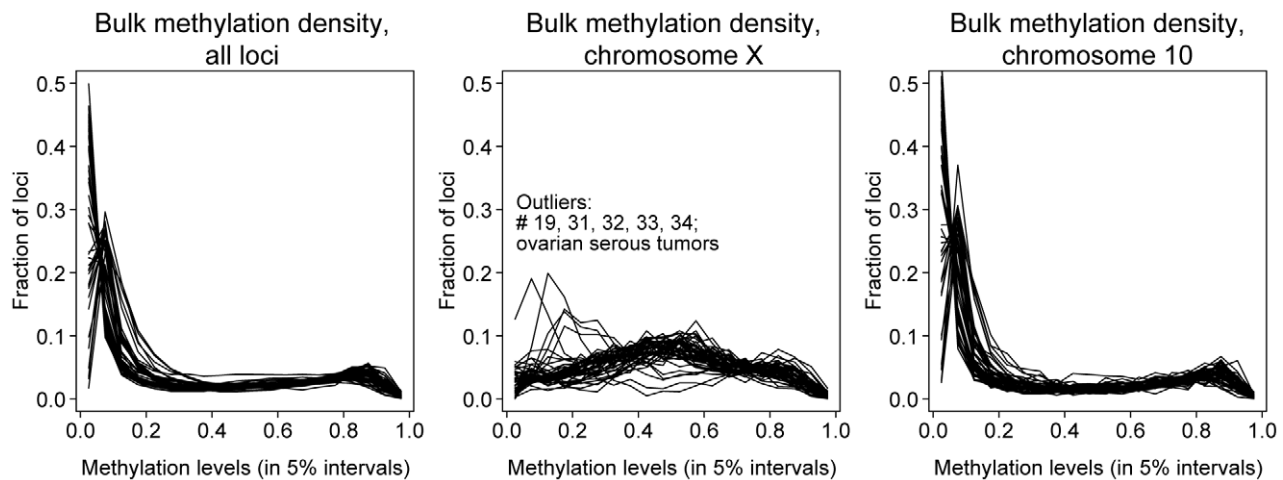 Bulk methylation density,
all loci
0.5
0.4
0.3
0.2
0.1
0.0
Fraction of loci
0.0 0.2 0.4 0.6 0.8 1.0
Methylation levels (in 5% intervals)
Bulk methylation density,
chromosome X
0.5
0.4
0.3
0.2
0.1
0.0
Fraction of loci
Outliers:
# 19, 31, 32, 33, 34;
ovarian serous tumors
0.0 0.2 0.4 0.6 0.8 1.0
Methylation levels (in 5% intervals)
Bulk methylation density,
chromosome 10
0.5
0.4
0.3
0.2
0.1
0.0
Fraction of loci
0.0 0.2 0.4 0.6 0.8 1.0
Methylation levels (in 5% intervals)